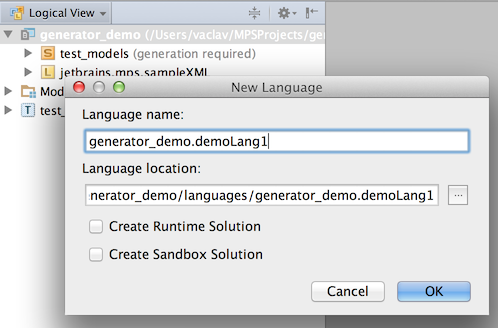 Logical View
generator_demo (/Users/vaclav/MPSProjects/ge
test_models (generation required)
jetbrains.mps.sampleXML
Mod
test_
New Language
Language name:
generator_demo.demoLang1
Language location:
nerator_demo/languages/generator_demo.demoLang1
...
Create Runtime Solution
Create Sandbox Solution
Cancel
OK